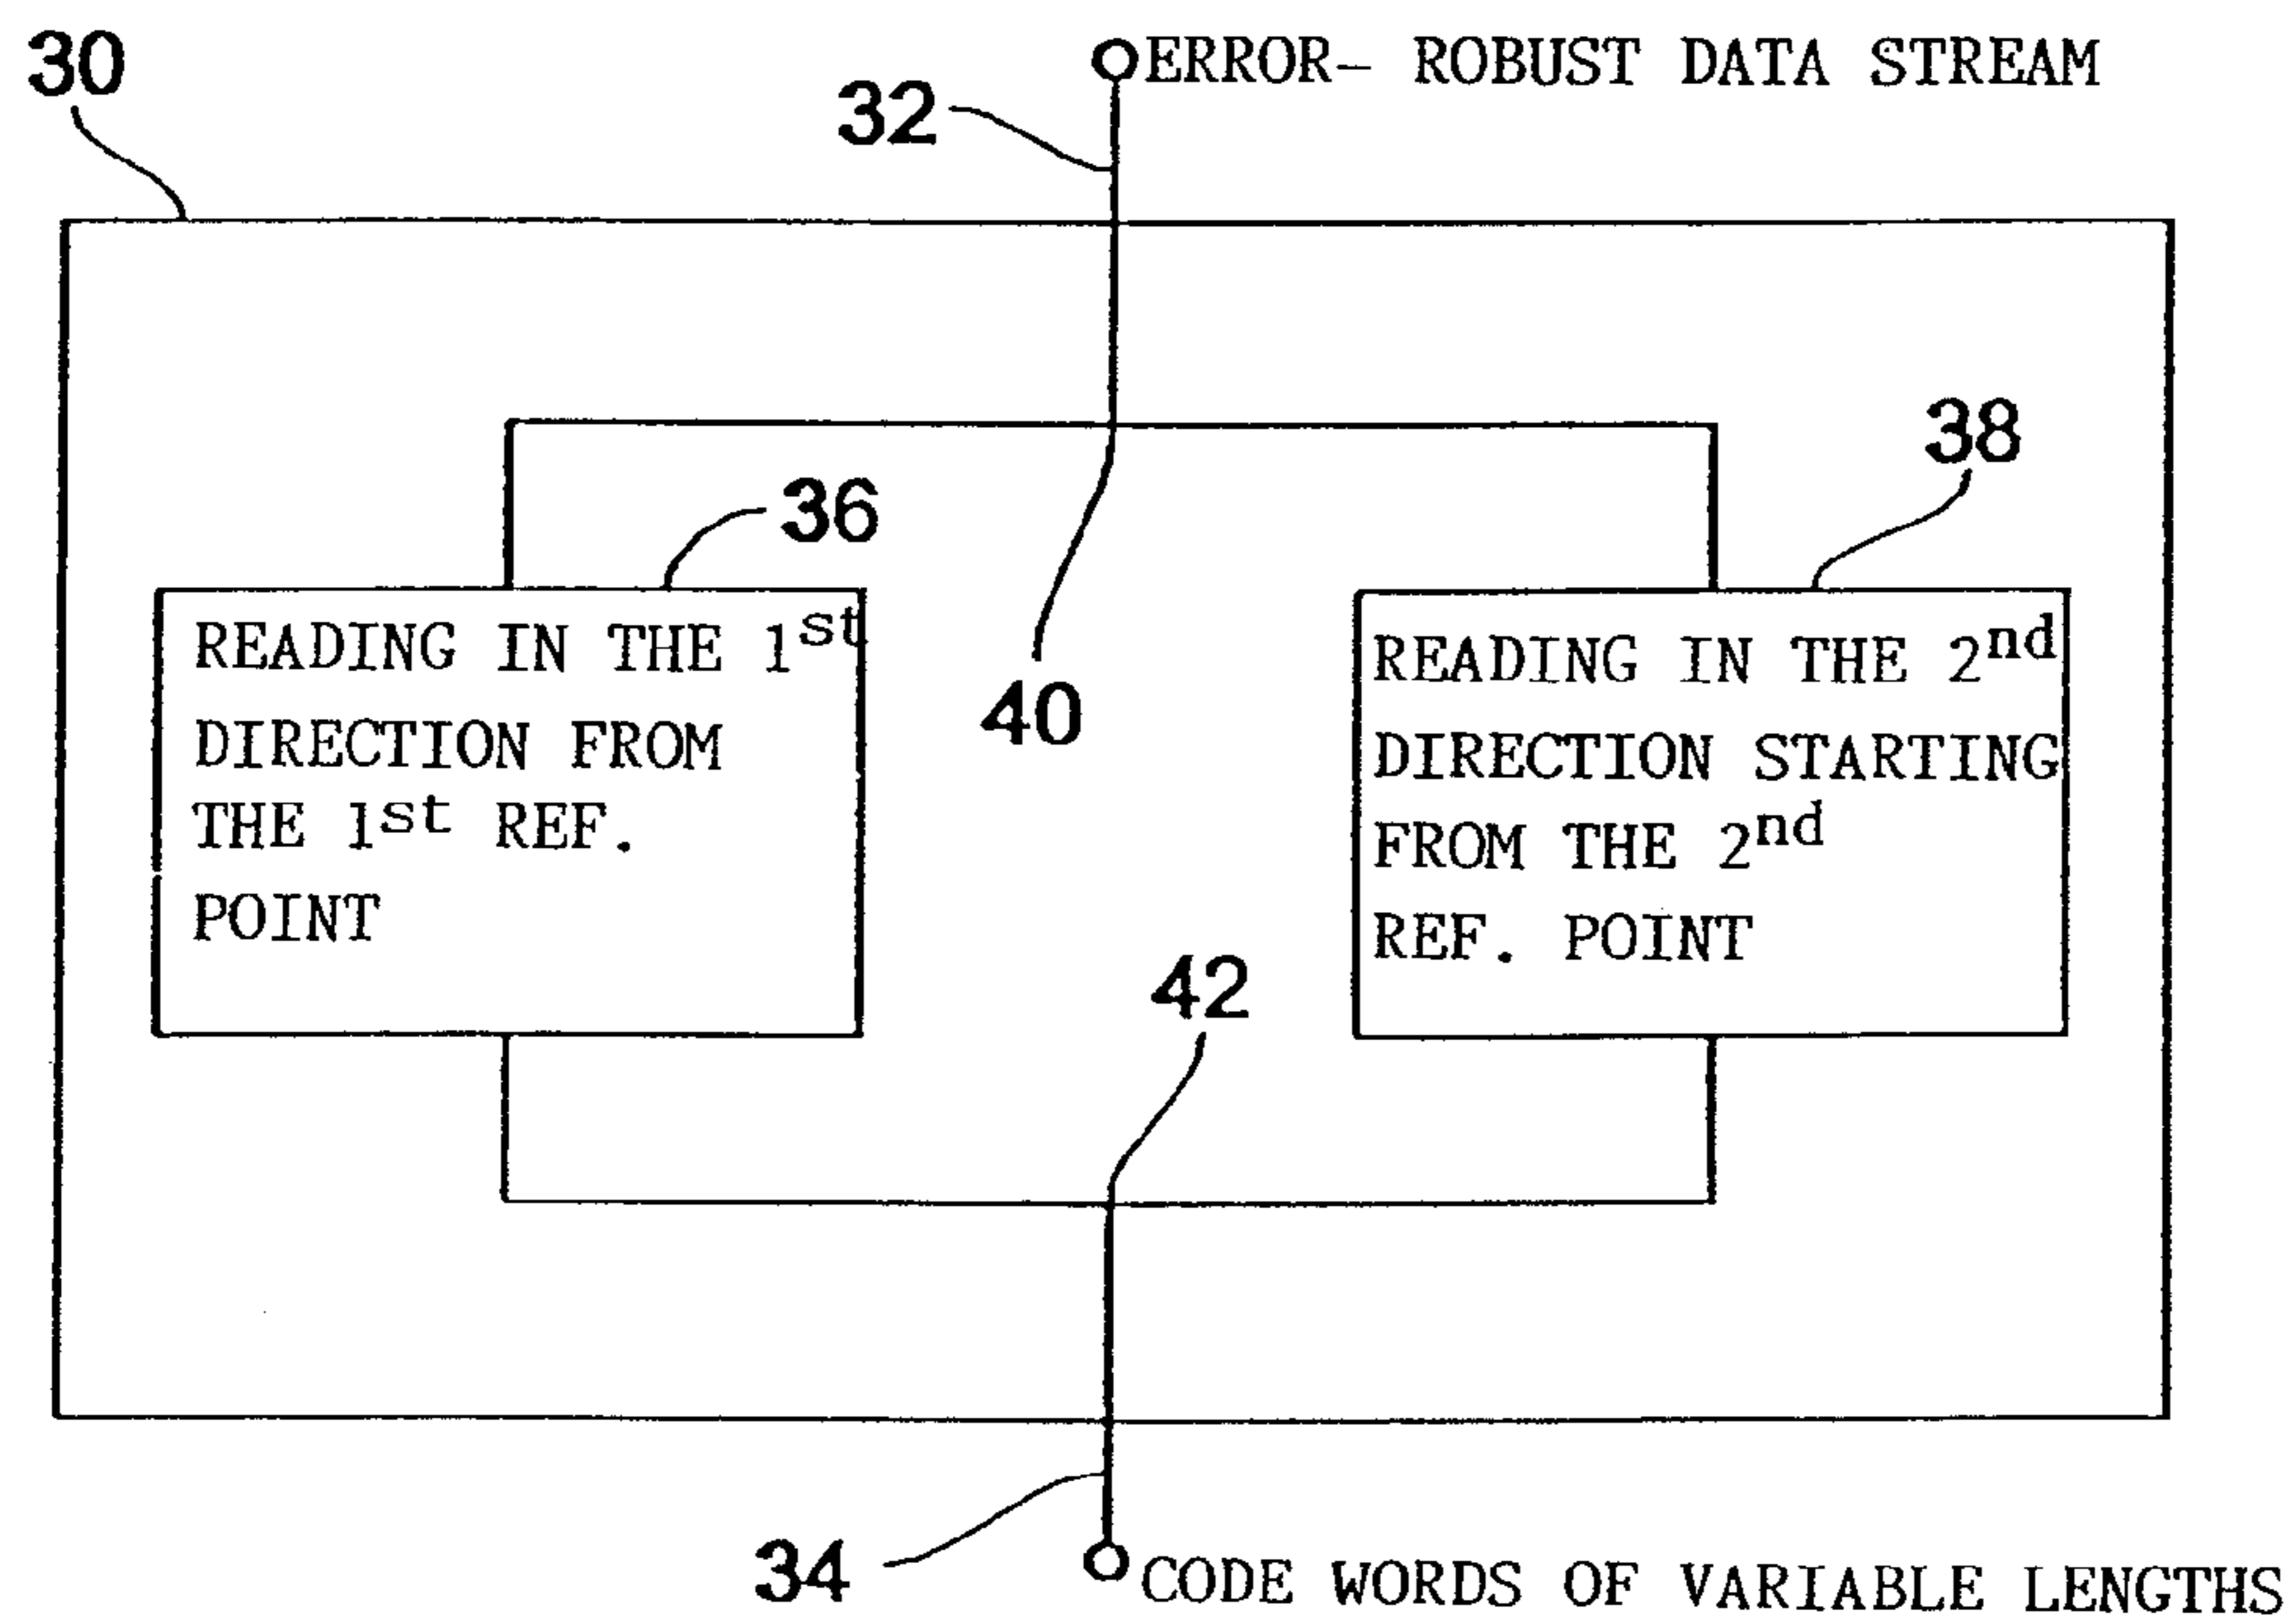 30
ERROR- ROBUST DATA STREAM
32
38
36
READING IN THE 1st
DIRECTION FROM
THE 1st REF.
POINT
40
READING IN THE 2nd
DIRECTION STARTING
FROM THE 2nd
REF. POINT
42
34
CODE WORDS OF VARIABLE LENGTHS